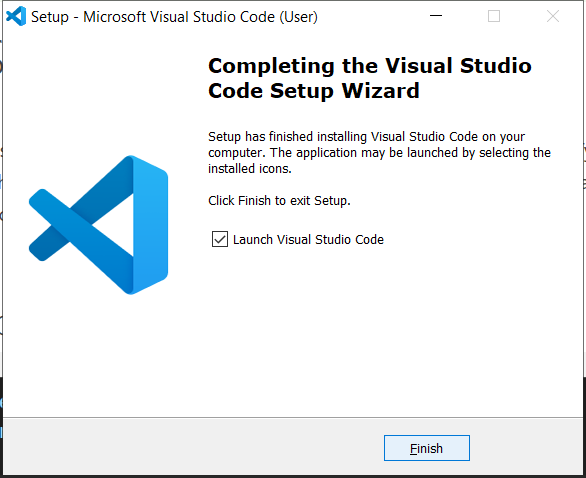 Setup - Microsoft Visual Studio Code (User)
Completing the Visual Studio
Code Setup Wizard
Setup has finished installing Visual Studio Code on your
computer. The application may be launched by selecting the
installed icons.
Click Finish to exit Setup.
Launch Visual Studio Code
Finish